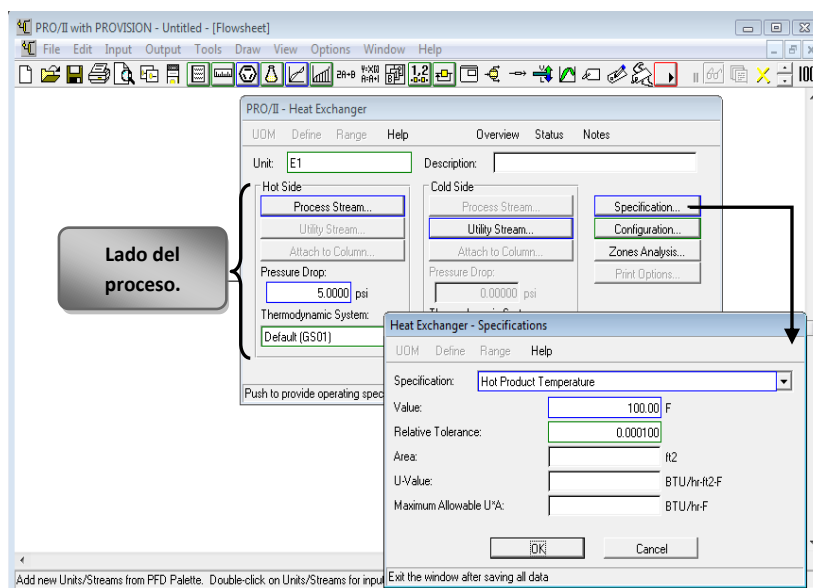 PRO/II with PROVISION - Untitled - [Flowsheet]
File Edit Input Output Tools Draw View Options Window Help
PRO/II - Heat Exchanger
UOM Define Range Help Overview Status Notes
Unit: E1 Description:
Hot Side Cold Side
Process Stream... Process Stream... Specification...
Utility Stream... Utility Stream... Configuration...
Attach to Column... Attach to Column... Zones Analysis...
Lado del
proceso.
Pressure Drop: Pressure Drop: Print Options...
5.0000 psi 0.00000 psi
Thermodynamic System:
Default (GS01)
Push to provide operating spec
Heat Exchanger - Specifications
UOM Define Range Help
Specification: Hot Product Temperature
Value: 100.00 F
Relative Tolerance: 0.000100
Area: ft2
U-Value: BTU/hr-ft2-F
Maximum Allowable U*A: BTU/hr-F
OK Cancel
Exit the window after saving all data
Add new Units/Streams from PFD Palette. Double-click on Units/Streams for input